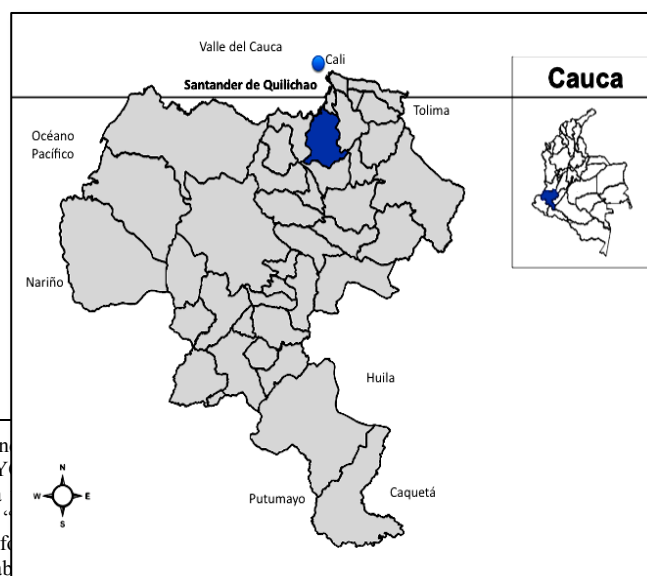 Valle del Cauca
Cali
Santander de Quilichao
Cauca
Tolima
Océano
Pacífico
Nariño
Huila
N
W E
S
Putumayo
Caquetá